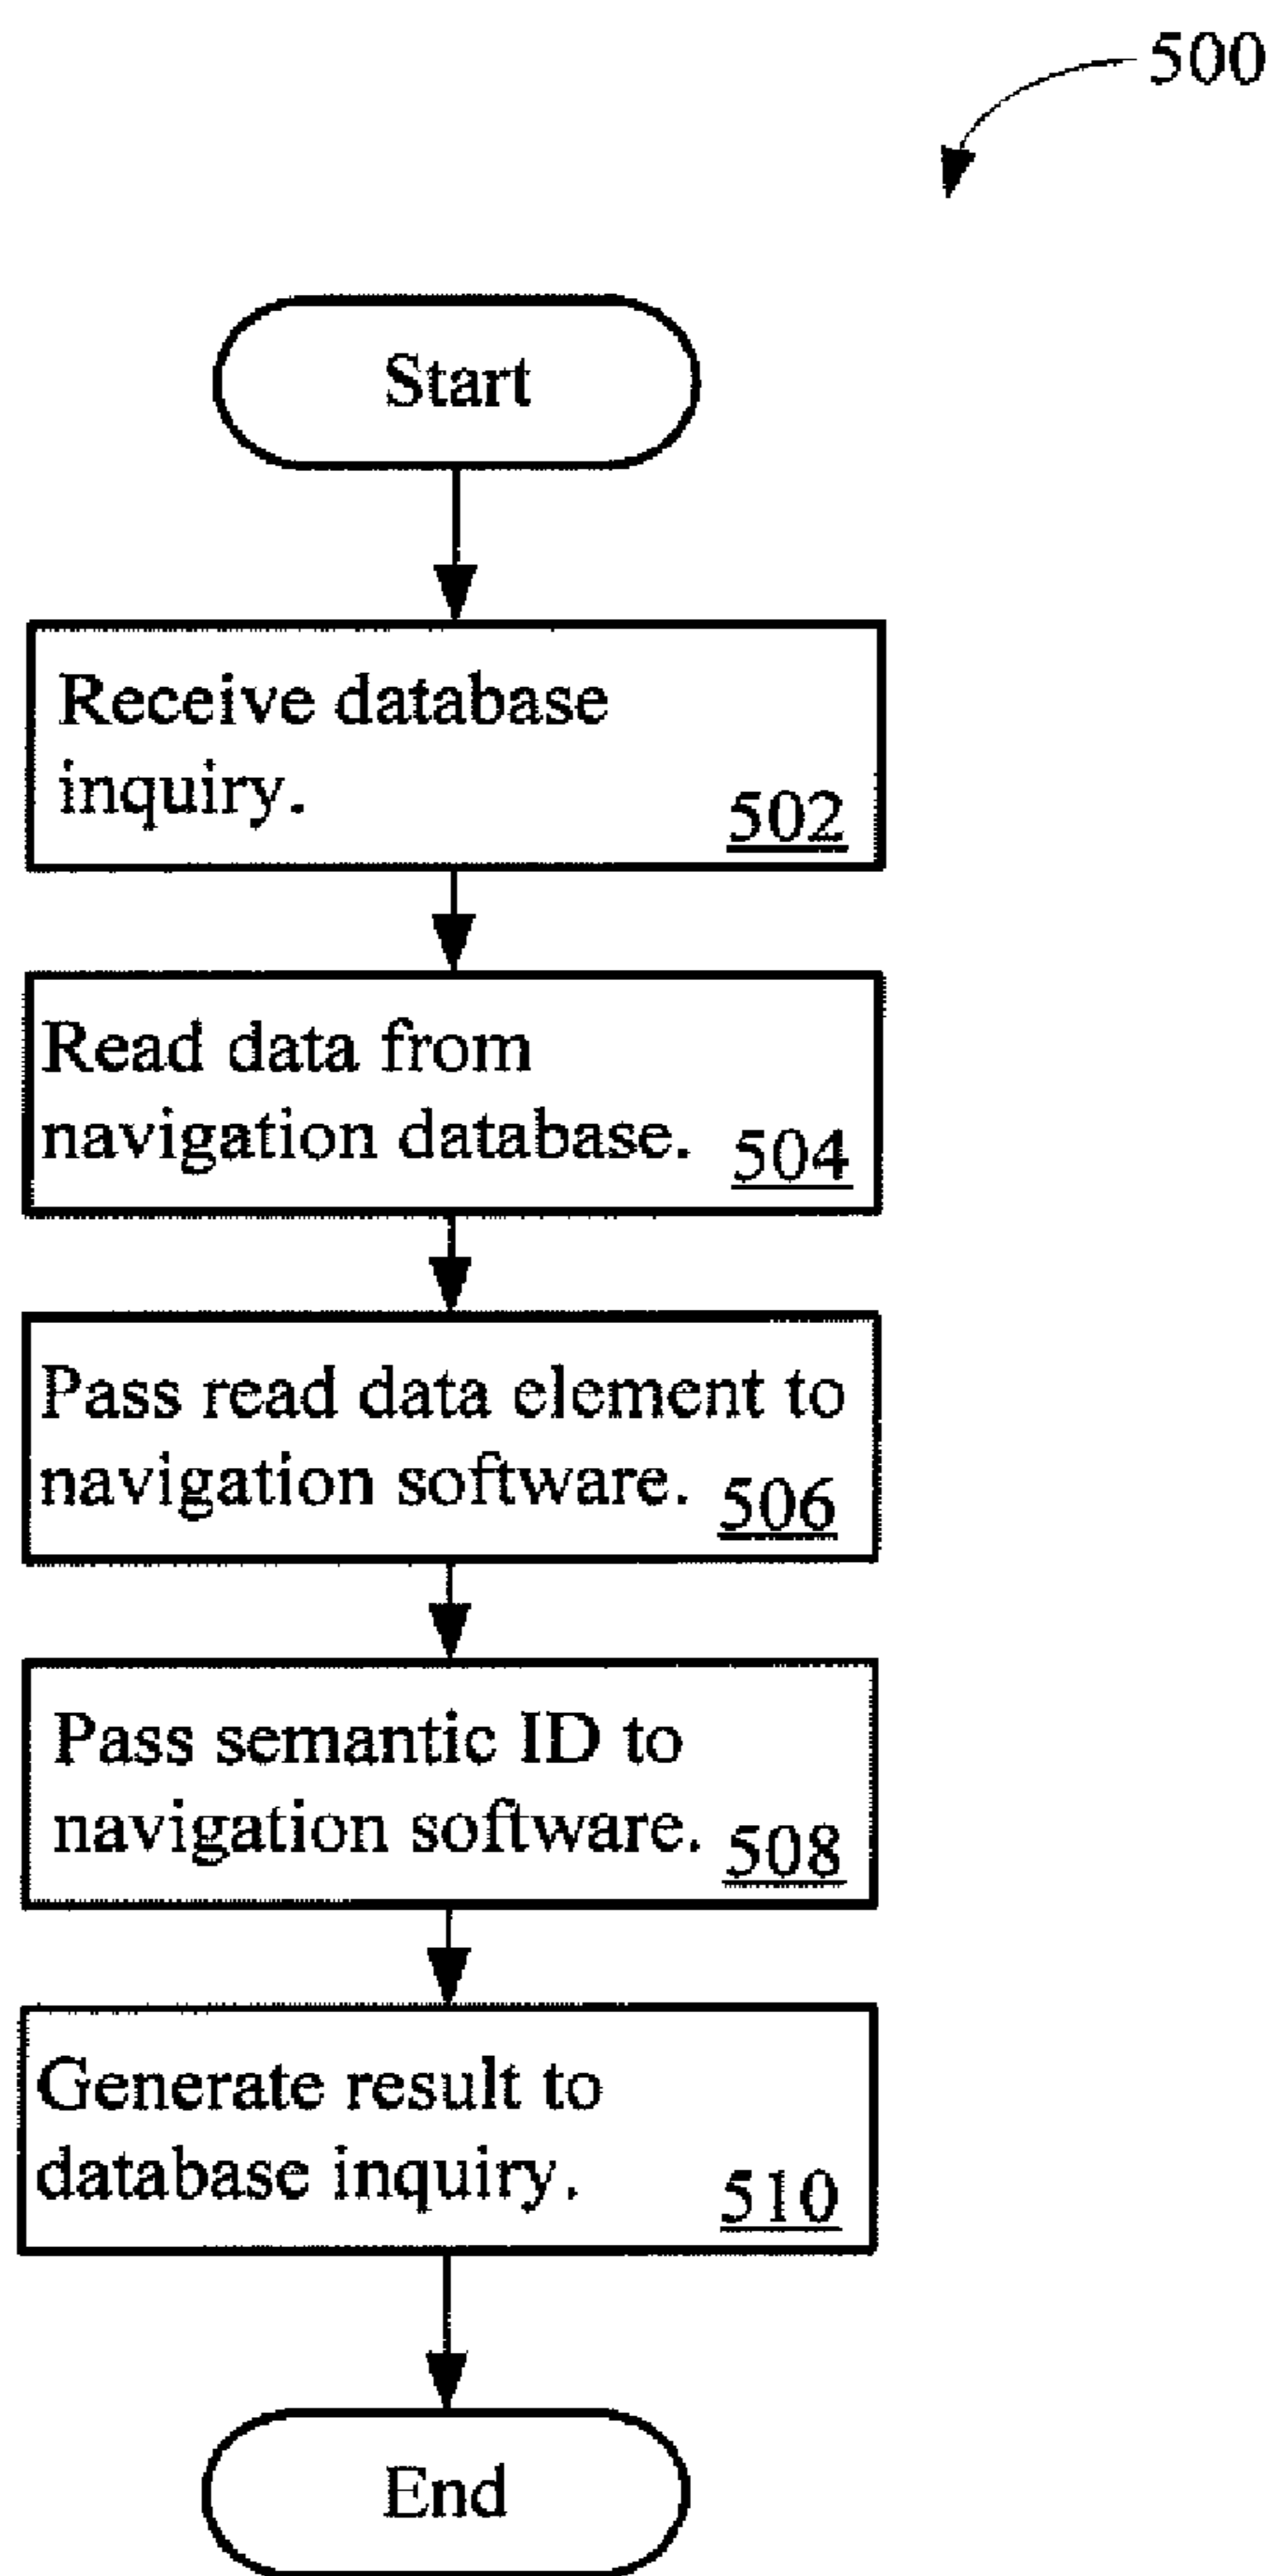 500
Start
Receive database
inquiry.
502
Read data from
navigation database.
504
Pass read data element to
navigation software.
506
Pass semantic ID to
navigation software.
508
Generate result to
database inquiry.
510
End